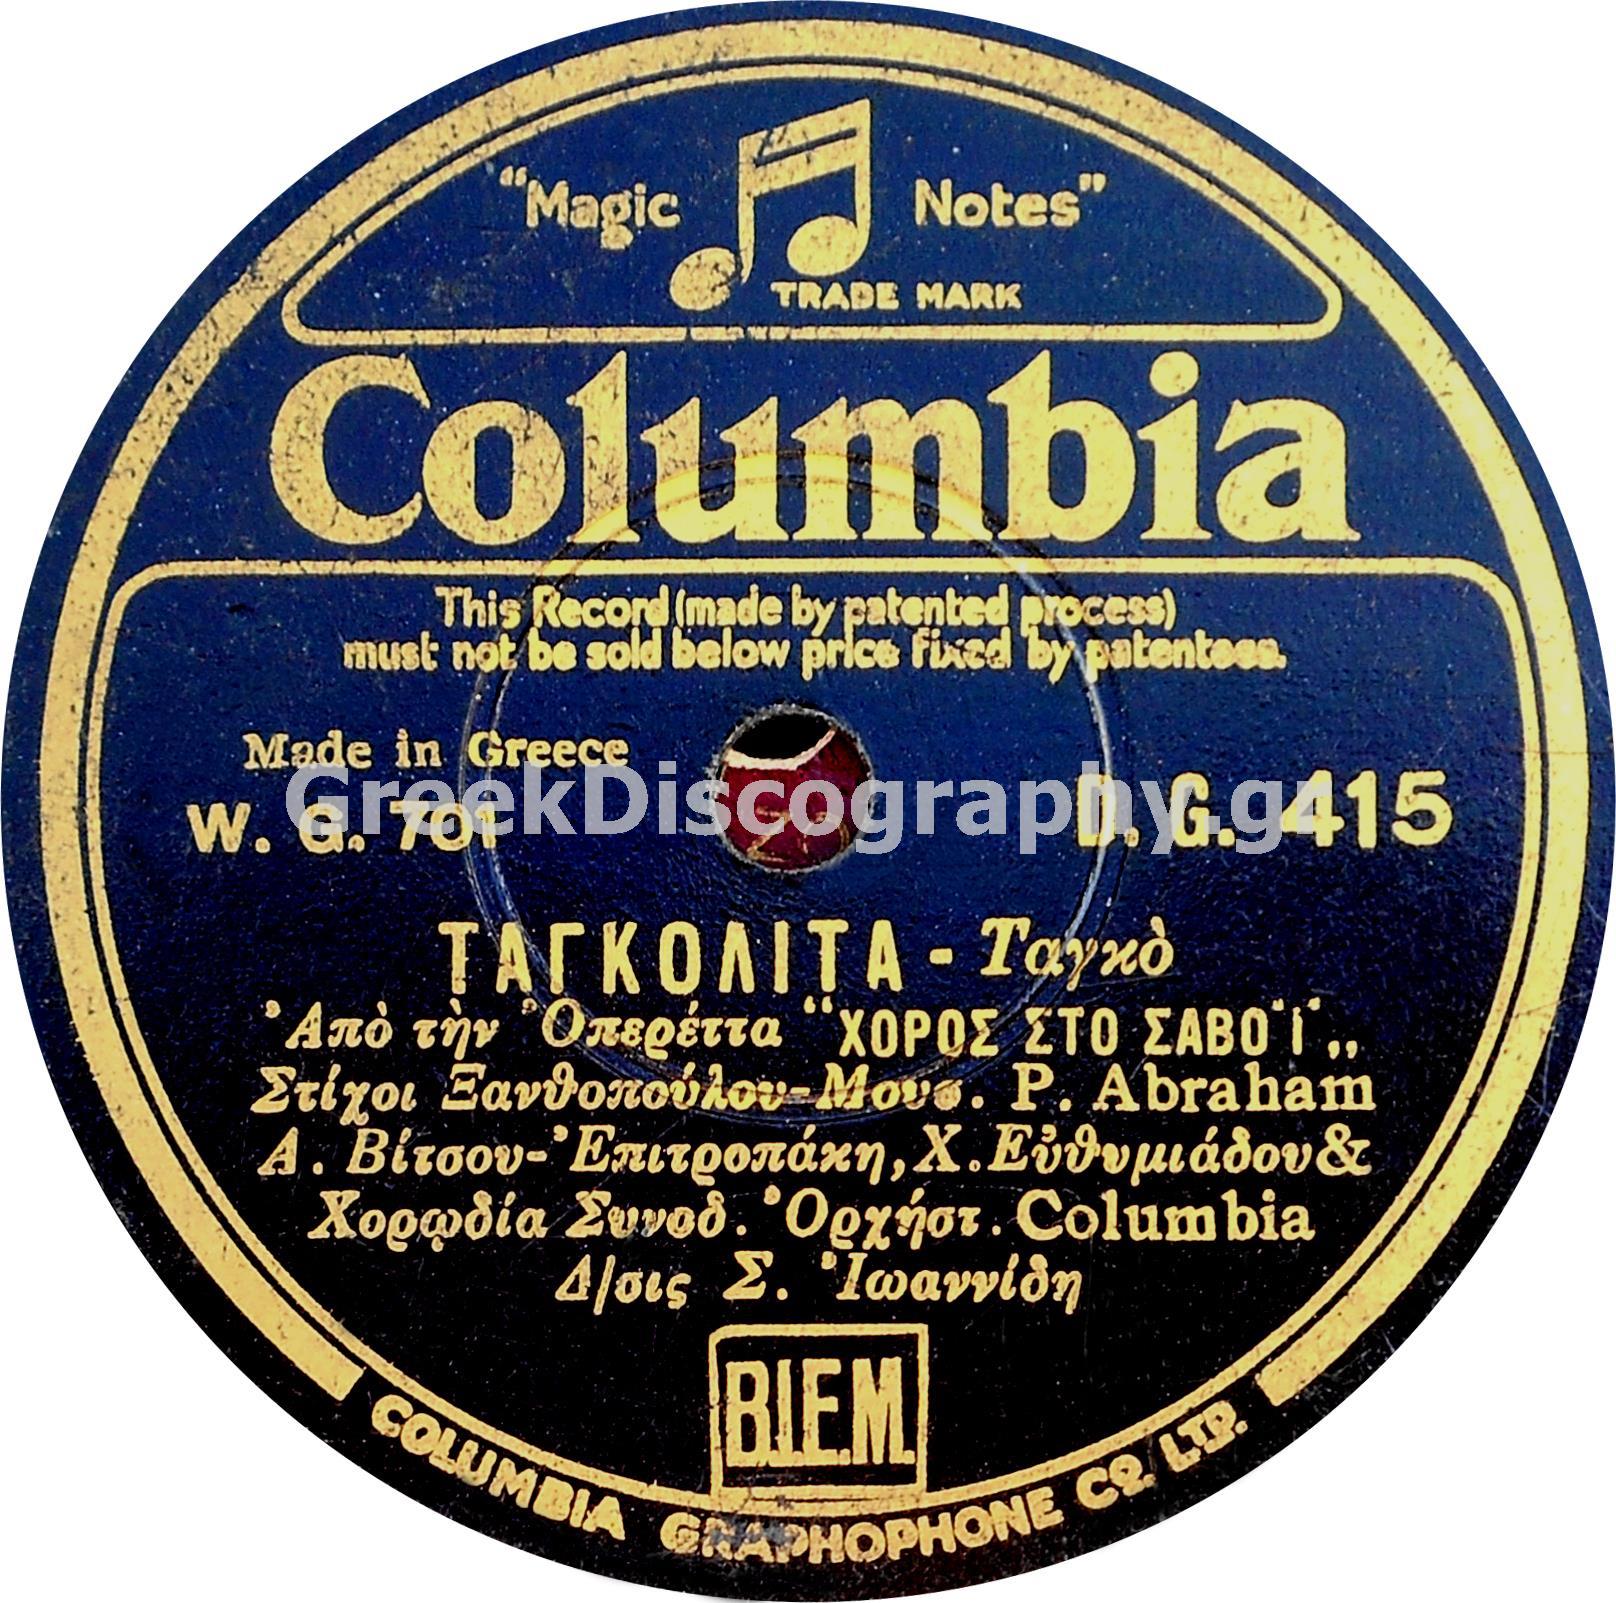 "Magic Notes"
TRADE MARK
Columbia
This Record (made by patented process)
must not be sold below price fixed by patentees.
Made in Greece
GreekDiscography.gr
W. G. 701 D. G. 415
ΤΑΓΚΟΛΙΤΑ - Ταγκὸ
Ἀπὸ τὴν Ὀπερέττα "ΧΟΡΟΣ ΣΤΟ ΣΑΒΟΪ„
Στίχοι Ξανθοπούλου-Μουσ. P. Abraham
Α. Βίτσου-Ἐπιτροπάκη, Χ. Εὐθυμιάδου &
Χορῳδία Συνοδ. Ὀρχήστ. Columbia
Δ/σις Σ. Ἰωαννίδη
B.I.E.M.
COLUMBIA GRAPHOPHONE CO. LTD.